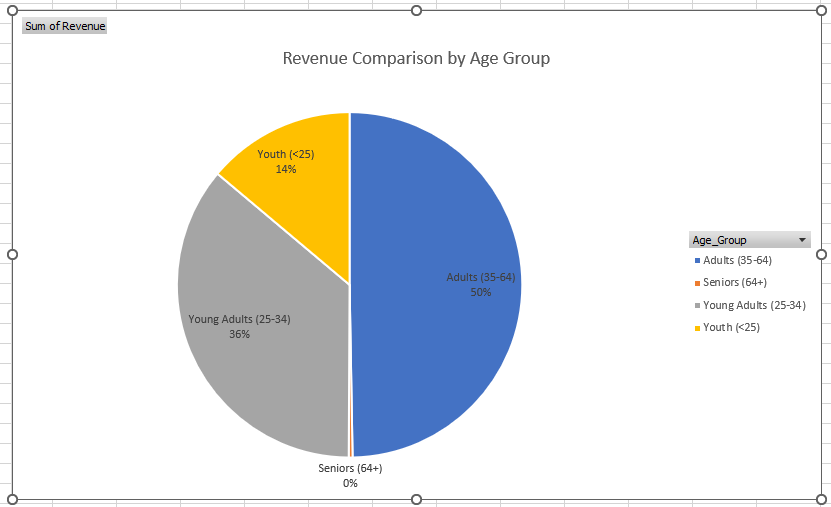 Sum of Revenue
Revenue Comparison by Age Group
Youth (<25)
14%
Adults (35-64)
50%
Young Adults (25-34)
36%
Seniors (64+)
0%
Age_Group
Adults (35-64)
Seniors (64+)
Young Adults (25-34)
Youth (<25)